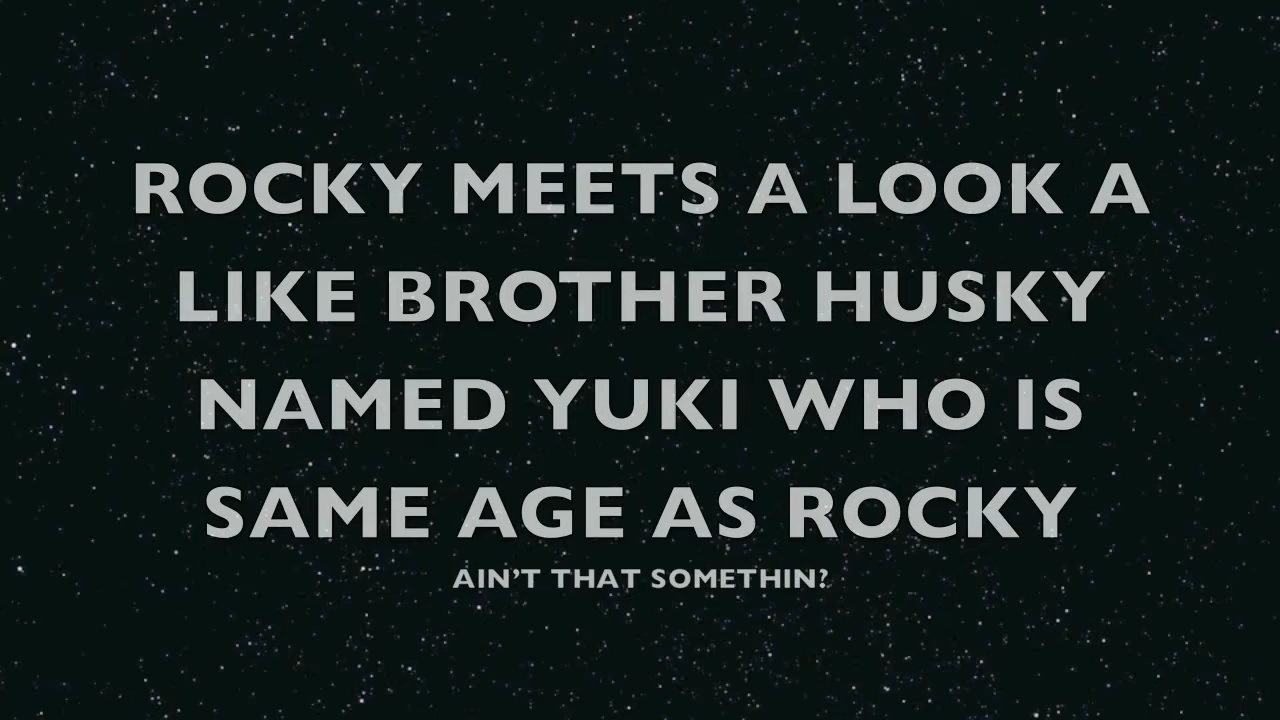 ROCKY MEETS A LOOK A
LIKE BROTHER HUSKY
NAMED YUKI WHO IS
SAME AGE AS ROCKY
AIN’T THAT SOMETHIN?